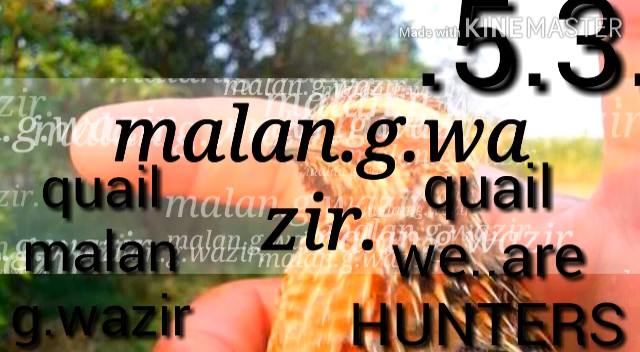 Made with KINEMASTER
.5.3.
malan.g.wa
zir.
quail
malan
g.wazir
quail
we..are
HUNTERS